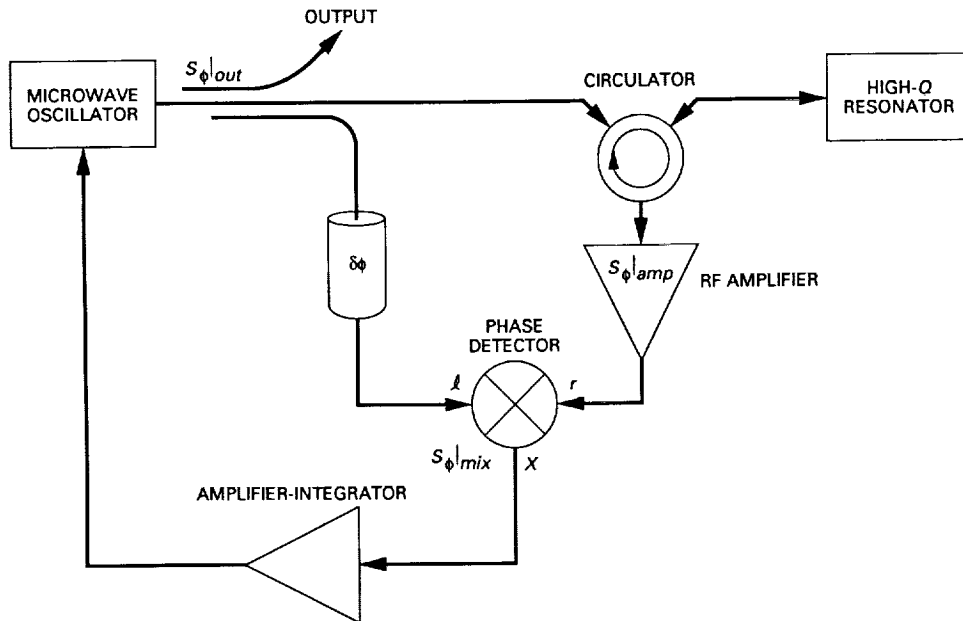 OUTPUT
S_ϕ|out
MICROWAVE
OSCILLATOR
CIRCULATOR
HIGH-Q
RESONATOR
δϕ
S_ϕ|amp
RF AMPLIFIER
PHASE
DETECTOR
ℓ
r
S_ϕ|mix
X
AMPLIFIER-INTEGRATOR